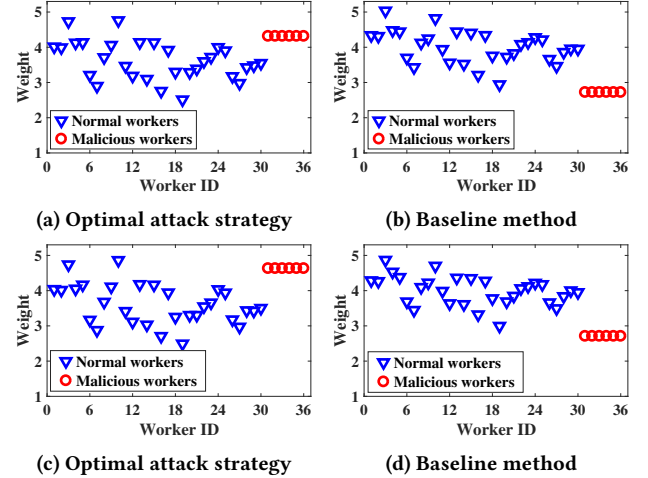 5
4
3
2
1
Weight
Normal workers
Malicious workers
0 6 12 18 24 30 36
Worker ID
(a) Optimal attack strategy
5
4
3
2
1
Weight
Normal workers
Malicious workers
0 6 12 18 24 30 36
Worker ID
(b) Baseline method
5
4
3
2
1
Weight
Normal workers
Malicious workers
0 6 12 18 24 30 36
Worker ID
(c) Optimal attack strategy
5
4
3
2
1
Weight
Normal workers
Malicious workers
0 6 12 18 24 30 36
Worker ID
(d) Baseline method